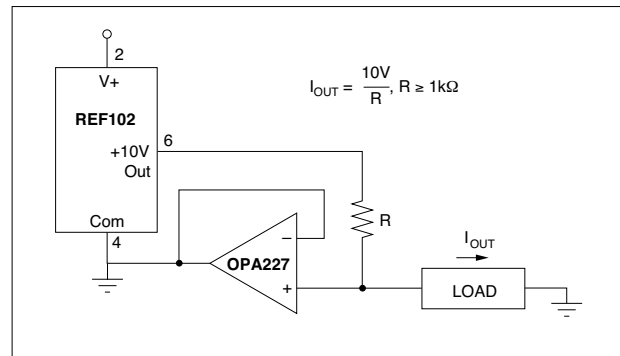 2
V+
REF102
+10V
Out
6
Com
4
I_OUT = 10V/R, R ≥ 1kΩ
R
−
OPA227
+
I_OUT
LOAD